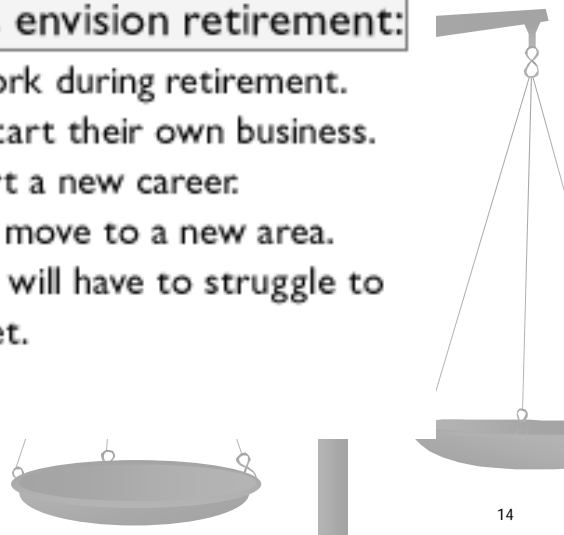 envision retirement:
ork during retirement.
tart their own business.
t a new career.
move to a new area.
will have to struggle to
et.
14